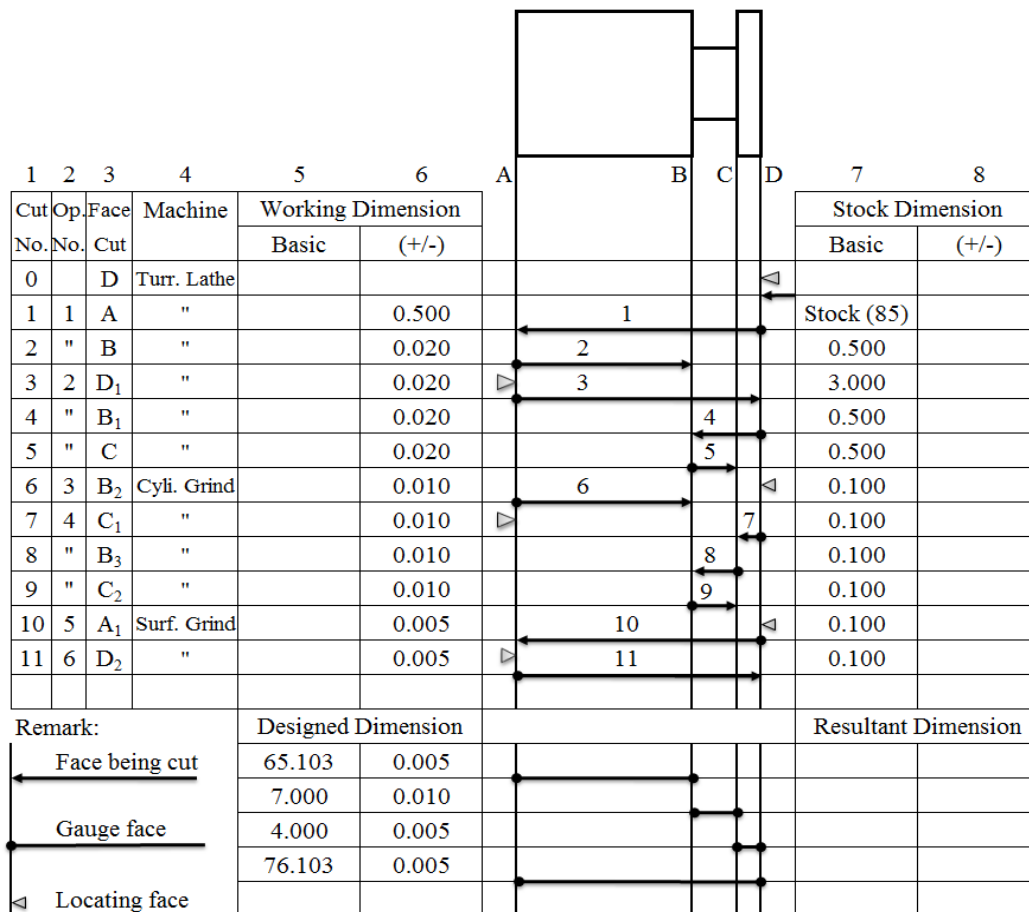 1 2 3 4 5 6 A B C D 7 8
Cut Op. Face Machine Working Dimension Stock Dimension
No. No. Cut Basic (+/-) Basic (+/-)
0 D Turr. Lathe
1 1 A " 0.500 1 Stock (85)
2 " B " 0.020 2 0.500
3 2 D₁ " 0.020 3 3.000
4 " B₁ " 0.020 4 0.500
5 " C " 0.020 5 0.500
6 3 B₂ Cyli. Grind 0.010 6 0.100
7 4 C₁ " 0.010 7 0.100
8 " B₃ " 0.010 8 0.100
9 " C₂ " 0.010 9 0.100
10 5 A₁ Surf. Grind 0.005 10 0.100
11 6 D₂ " 0.005 11 0.100
Remark: Designed Dimension Resultant Dimension
Face being cut 65.103 0.005
7.000 0.010
Gauge face 4.000 0.005
76.103 0.005
Locating face